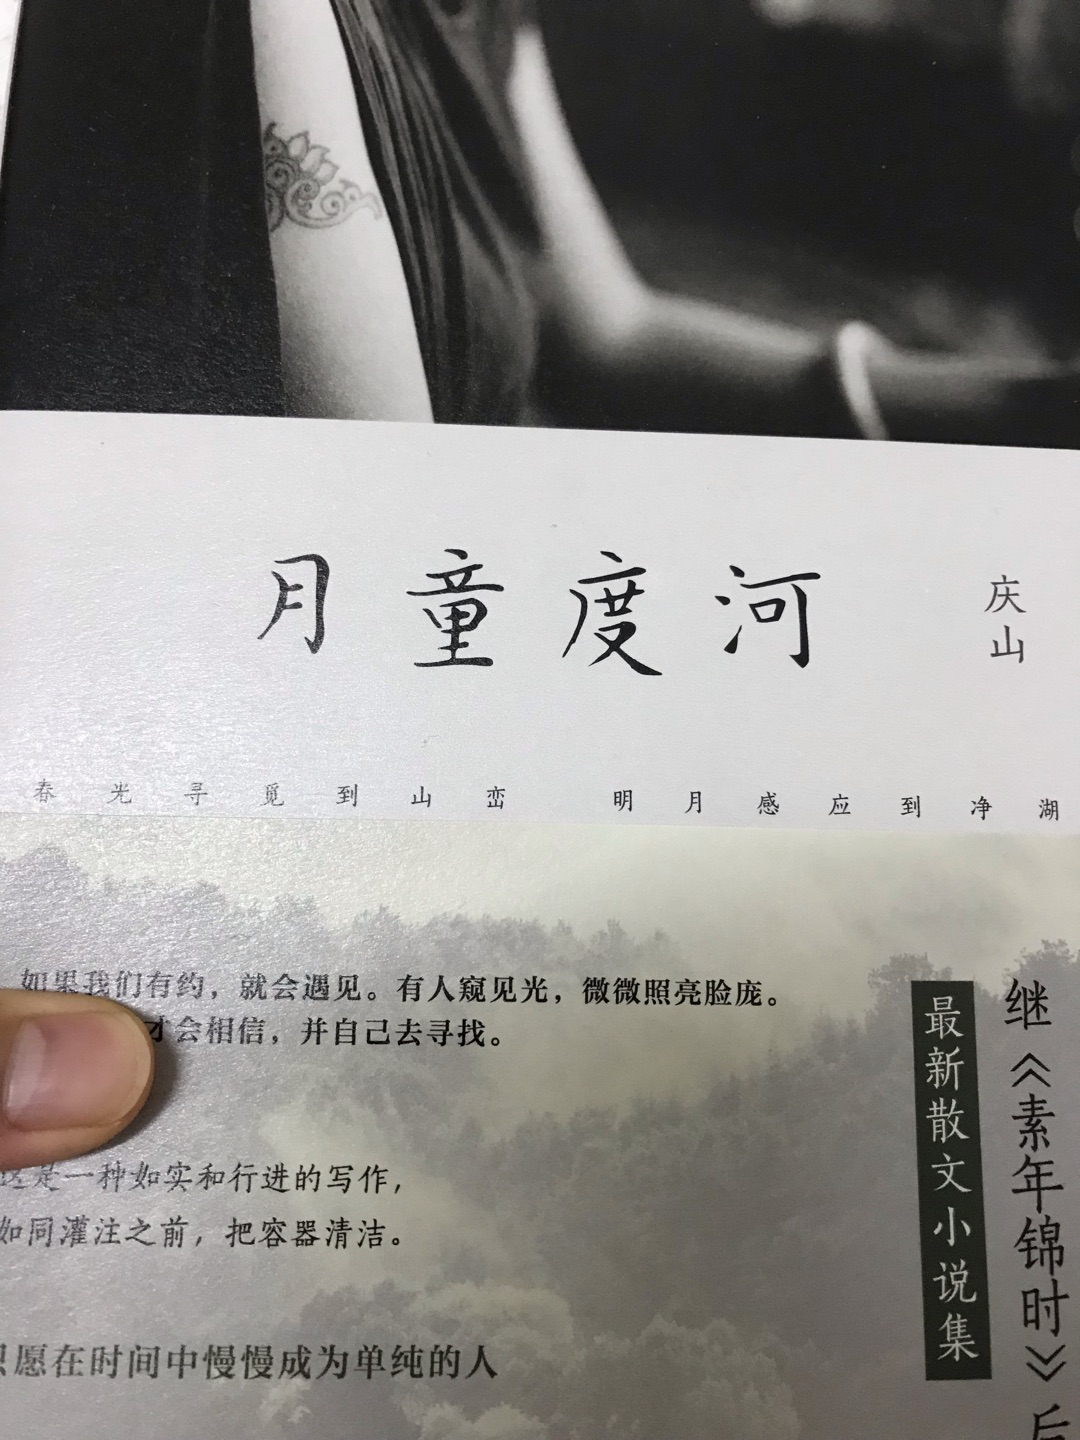 月童度河
庆山
春光寻觅到山峦 明月感应到净湖
如果我们有约，就会遇见。有人窥见光，微微照亮脸庞。
才会相信，并自己去寻找。
这是一种如实和行进的写作，
如同灌注之前，把容器清洁。
只愿在时间中慢慢成为单纯的人
继《素年锦时》后
最新散文小说集